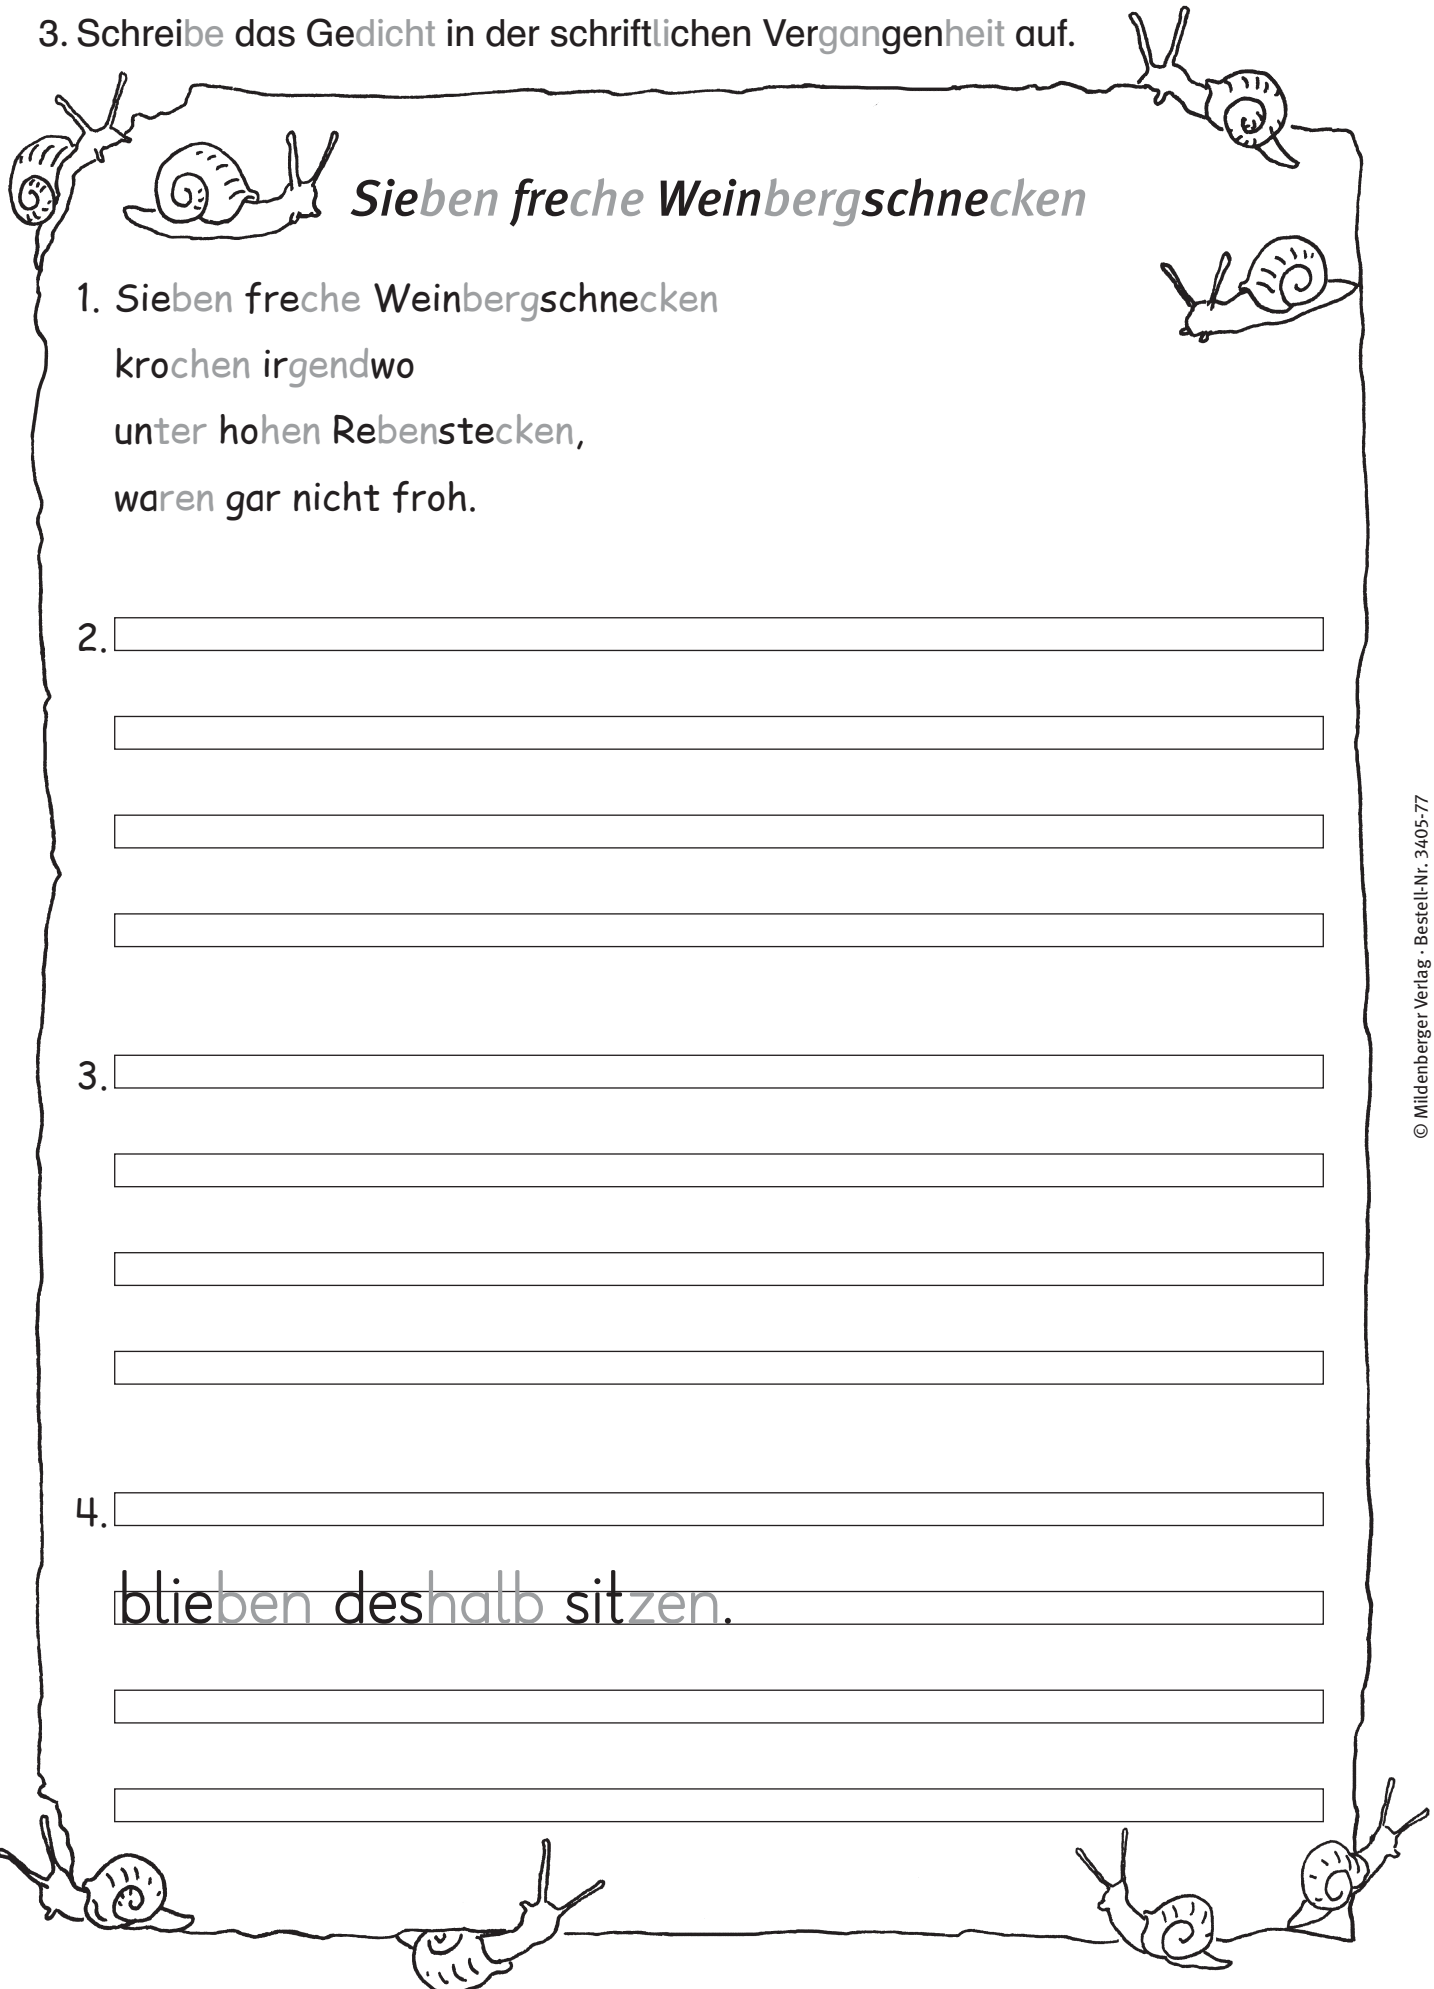 3. Schreibe das Gedicht in der schriftlichen Vergangenheit auf.
Sieben freche Weinbergschnecken
1. Sieben freche Weinbergschnecken
krochen irgendwo
unter hohen Rebenstecken,
waren gar nicht froh.
2.
3.
4.
blieben deshalb sitzen.
© Mildenberger Verlag · Bestell-Nr. 3405-77